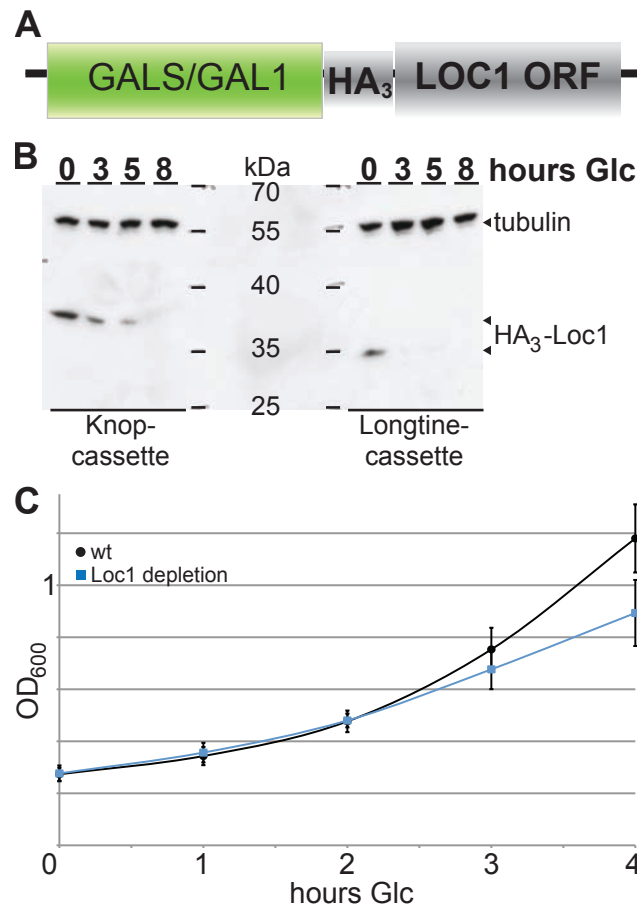 A
GALS/GAL1 HA3 LOC1 ORF
B
0 3 5 8 kDa 0 3 5 8 hours Glc
70
55
40
35
25
tubulin
HA3-Loc1
Knop-
cassette
Longtine-
cassette
C
wt
Loc1 depletion
1
OD600
0 1 2 3 4
hours Glc